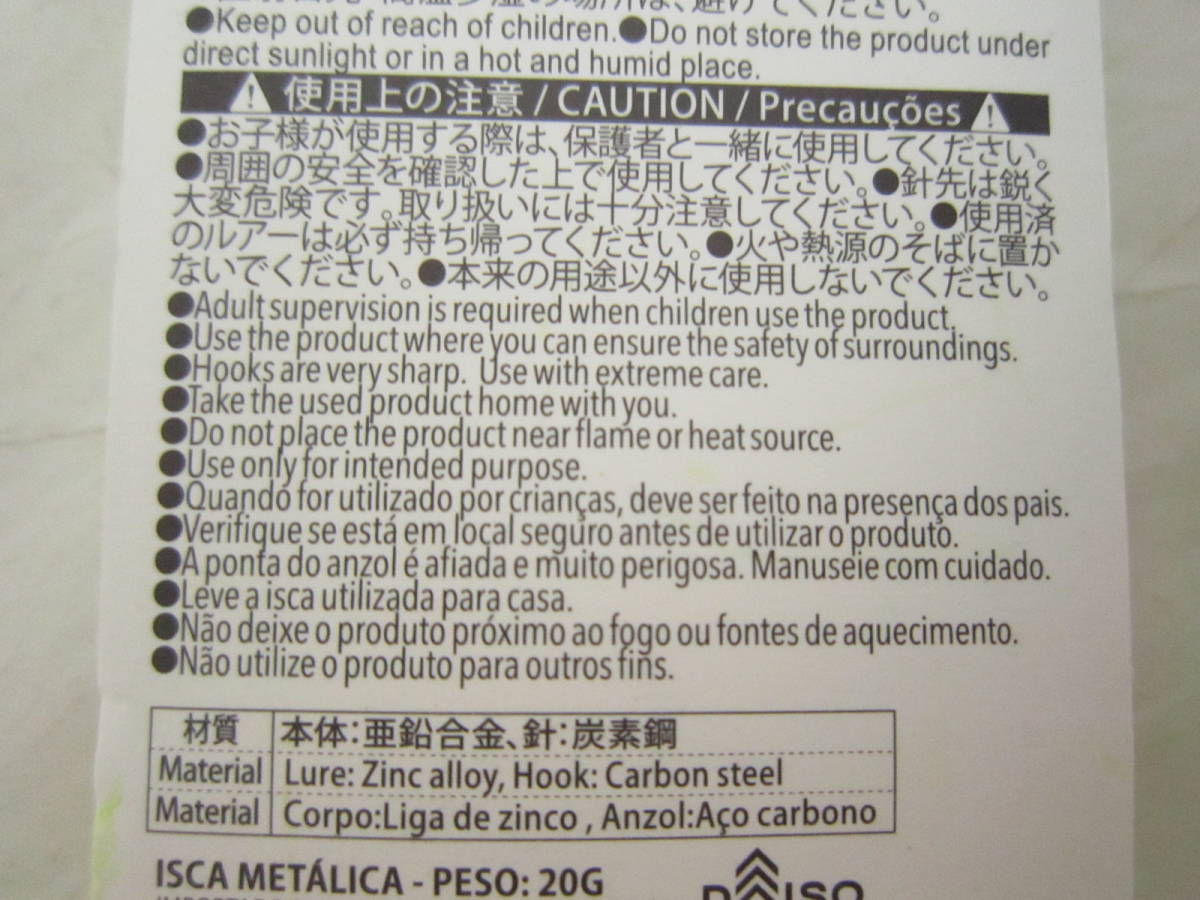 は、避けてください。
●Keep out of reach of children.●Do not store the product under
direct sunlight or in a hot and humid place.
使用上の注意 / CAUTION / Precauções
●お子様が使用する際は、保護者と一緒に使用してください。
●周囲の安全を確認した上で使用してください。●針先は鋭く
大変危険です。取り扱いには十分注意してください。●使用済
のルアーは必ず持ち帰ってください。●火や熱源のそばに置か
ないでください。●本来の用途以外に使用しないでください。
●Adult supervision is required when children use the product.
●Use the product where you can ensure the safety of surroundings.
●Hooks are very sharp. Use with extreme care.
●Take the used product home with you.
●Do not place the product near flame or heat source.
●Use only for intended purpose.
●Quando for utilizado por crianças, deve ser feito na presença dos pais.
●Verifique se está em local seguro antes de utilizar o produto.
●A ponta do anzol é afiada e muito perigosa. Manuseie com cuidado.
●Leve a isca utilizada para casa.
●Não deixe o produto próximo ao fogo ou fontes de aquecimento.
●Não utilize o produto para outros fins.
材質 本体：亜鉛合金、針：炭素鋼
Material Lure: Zinc alloy, Hook: Carbon steel
Material Corpo:Liga de zinco , Anzol:Aço carbono
ISCA METÁLICA - PESO: 20G
DAISO